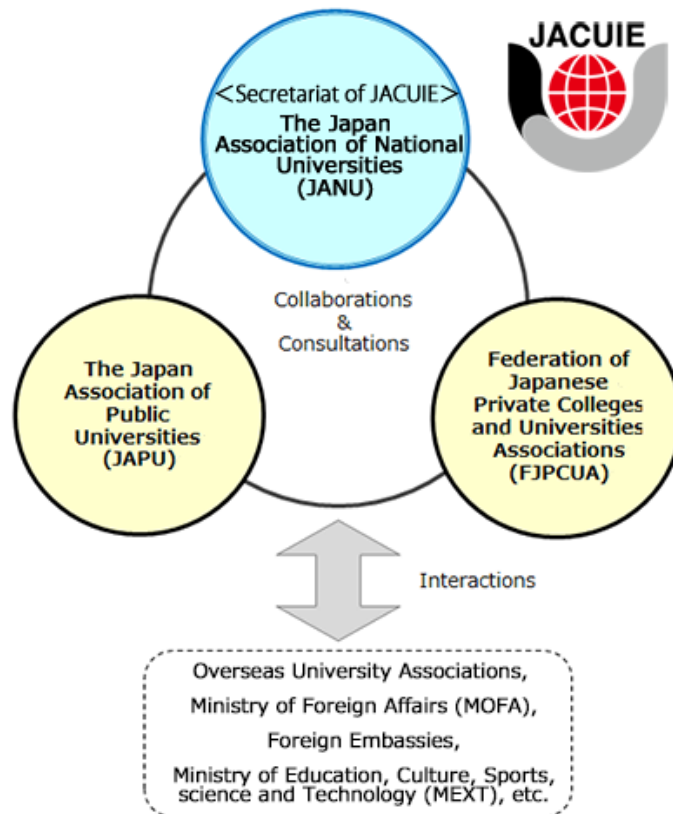 JACUIE
<Secretariat of JACUIE>
The Japan
Association of National
Universities
(JANU)
Collaborations
&
Consultations
The Japan
Association of
Public
Universities
(JAPU)
Federation of
Japanese
Private Colleges
and Universities
Associations
(FJPCUA)
Interactions
Overseas University Associations,
Ministry of Foreign Affairs (MOFA),
Foreign Embassies,
Ministry of Education, Culture, Sports,
science and Technology (MEXT), etc.